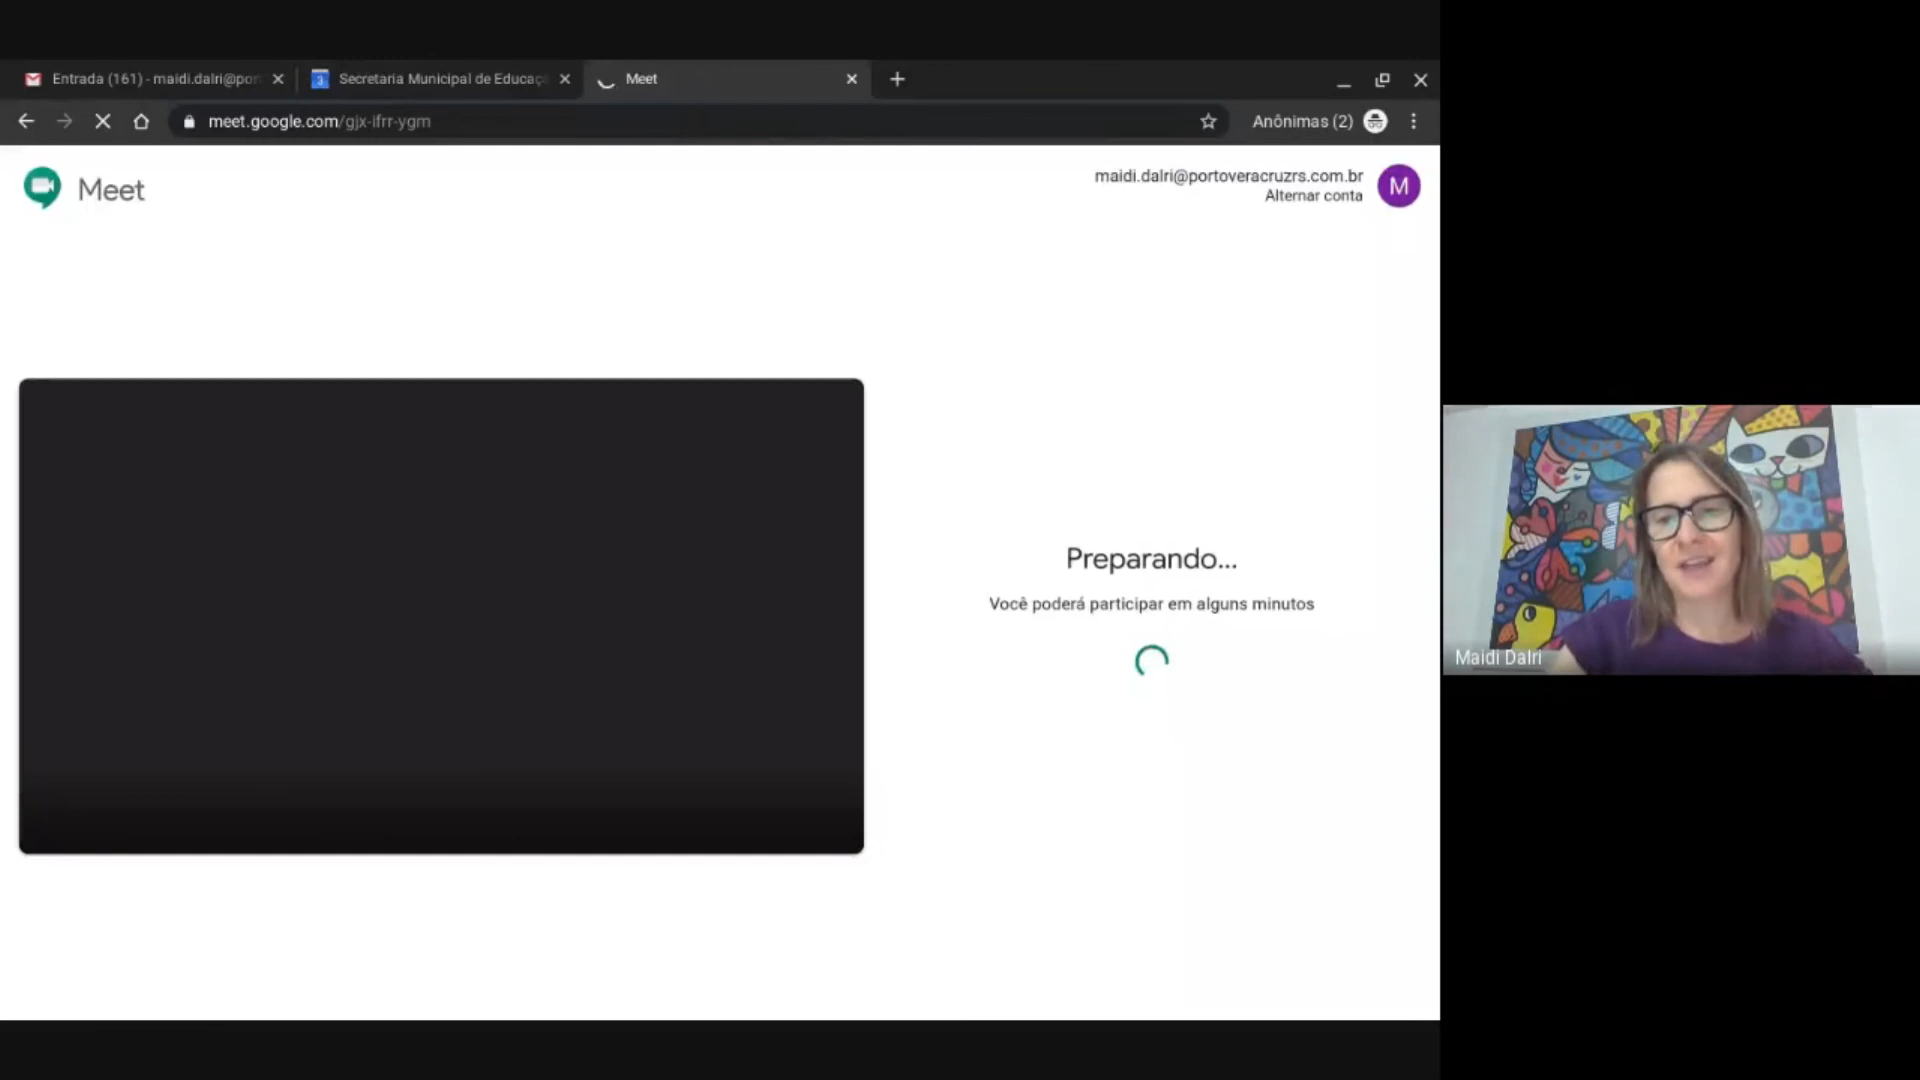 Entrada (161) - maidi.dalri@por
Secretaria Municipal de Educaç
Meet
meet.google.com/gjx-ifrr-ygm
Anônimas (2)
Meet
maidi.dalri@portoveracruzrs.com.br
Alternar conta
M
Preparando...
Você poderá participar em alguns minutos
Maidi Dalri